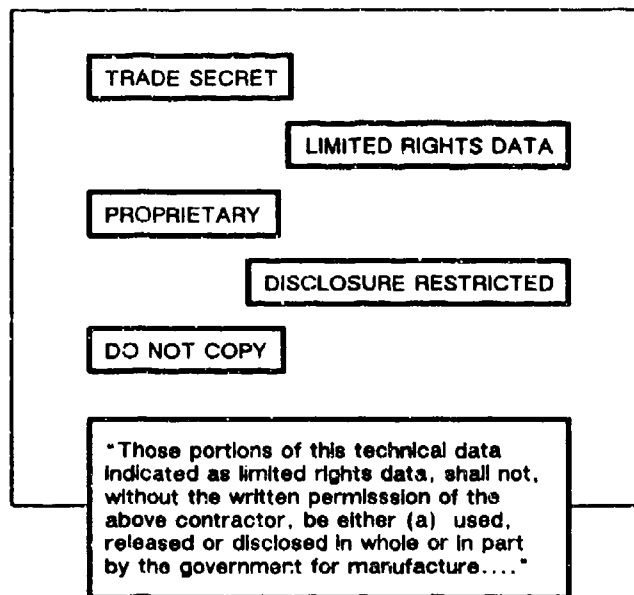 TRADE SECRET
LIMITED RIGHTS DATA
PROPRIETARY
DISCLOSURE RESTRICTED
DO NOT COPY
"Those portions of this technical data
indicated as limited rights data, shall not,
without the written permisssion of the
above contractor, be either (a) used,
released or disclosed in whole or in part
by the government for manufacture...."